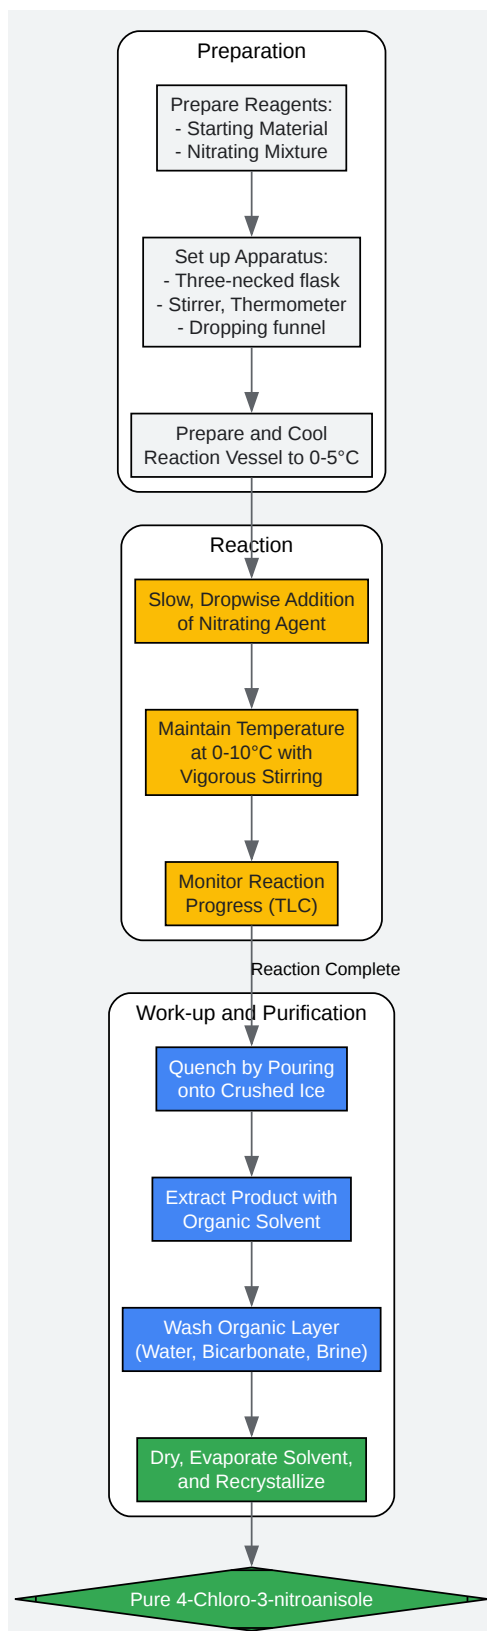 Preparation
Prepare Reagents:
- Starting Material
- Nitrating Mixture
Set up Apparatus:
- Three-necked flask
- Stirrer, Thermometer
- Dropping funnel
Prepare and Cool
Reaction Vessel to 0-5°C
Reaction
Slow, Dropwise Addition
of Nitrating Agent
Maintain Temperature
at 0-10°C with
Vigorous Stirring
Monitor Reaction
Progress (TLC)
Reaction Complete
Work-up and Purification
Quench by Pouring
onto Crushed Ice
Extract Product with
Organic Solvent
Wash Organic Layer
(Water, Bicarbonate, Brine)
Dry, Evaporate Solvent,
and Recrystallize
Pure 4-Chloro-3-nitroanisole